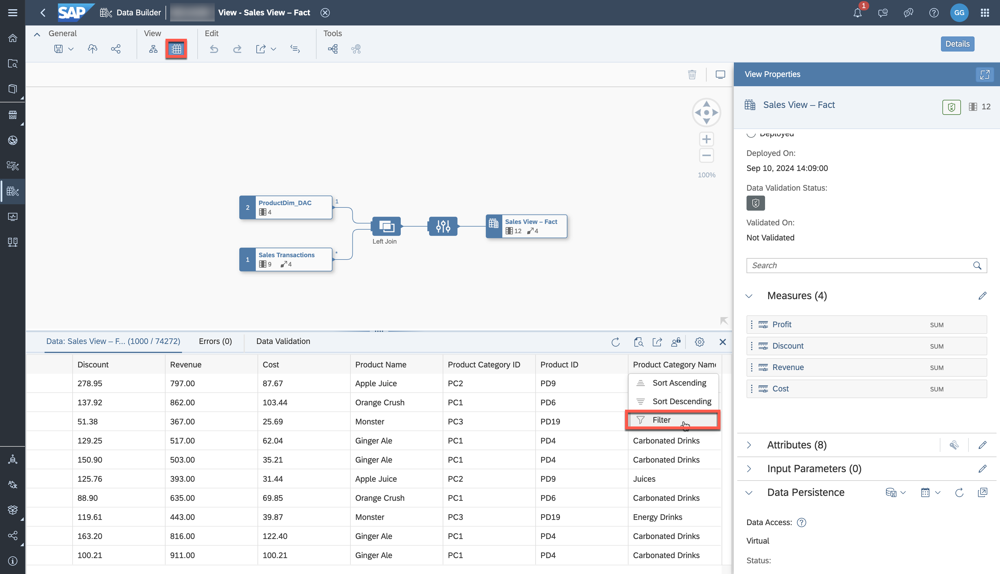 SAP
Data Builder
View - Sales View – Fact
1
GG
General
View
Edit
Tools
Details
View Properties
Sales View – Fact
12
Deployed
Deployed On:
Sep 10, 2024 14:09:00
Data Validation Status:
Validated On:
Not Validated
Search
Measures (4)
Profit SUM
Discount SUM
Revenue SUM
Cost SUM
Attributes (8)
Input Parameters (0)
Data Persistence
Data Access:
Virtual
Status:
100%
2 ProductDim_DAC 1
4
1 Sales Transactions *
9 4
Left Join
Sales View – Fact
12 4
Data: Sales View – F... (1000 / 74272) Errors (0) Data Validation
Discount Revenue Cost Product Name Product Category ID Product ID Product Category Name
278.95 797.00 87.67 Apple Juice PC2 PD9
137.92 862.00 103.44 Orange Crush PC1 PD6
51.38 367.00 25.69 Monster PC3 PD19
129.25 517.00 62.04 Ginger Ale PC1 PD4 Carbonated Drinks
150.90 503.00 35.21 Ginger Ale PC1 PD4 Carbonated Drinks
125.76 393.00 31.44 Apple Juice PC2 PD9 Juices
88.90 635.00 69.85 Orange Crush PC1 PD6 Carbonated Drinks
119.61 443.00 39.87 Monster PC3 PD19 Energy Drinks
163.20 816.00 122.40 Ginger Ale PC1 PD4 Carbonated Drinks
100.21 911.00 100.21 Ginger Ale PC1 PD4 Carbonated Drinks
Sort Ascending
Sort Descending
Filter